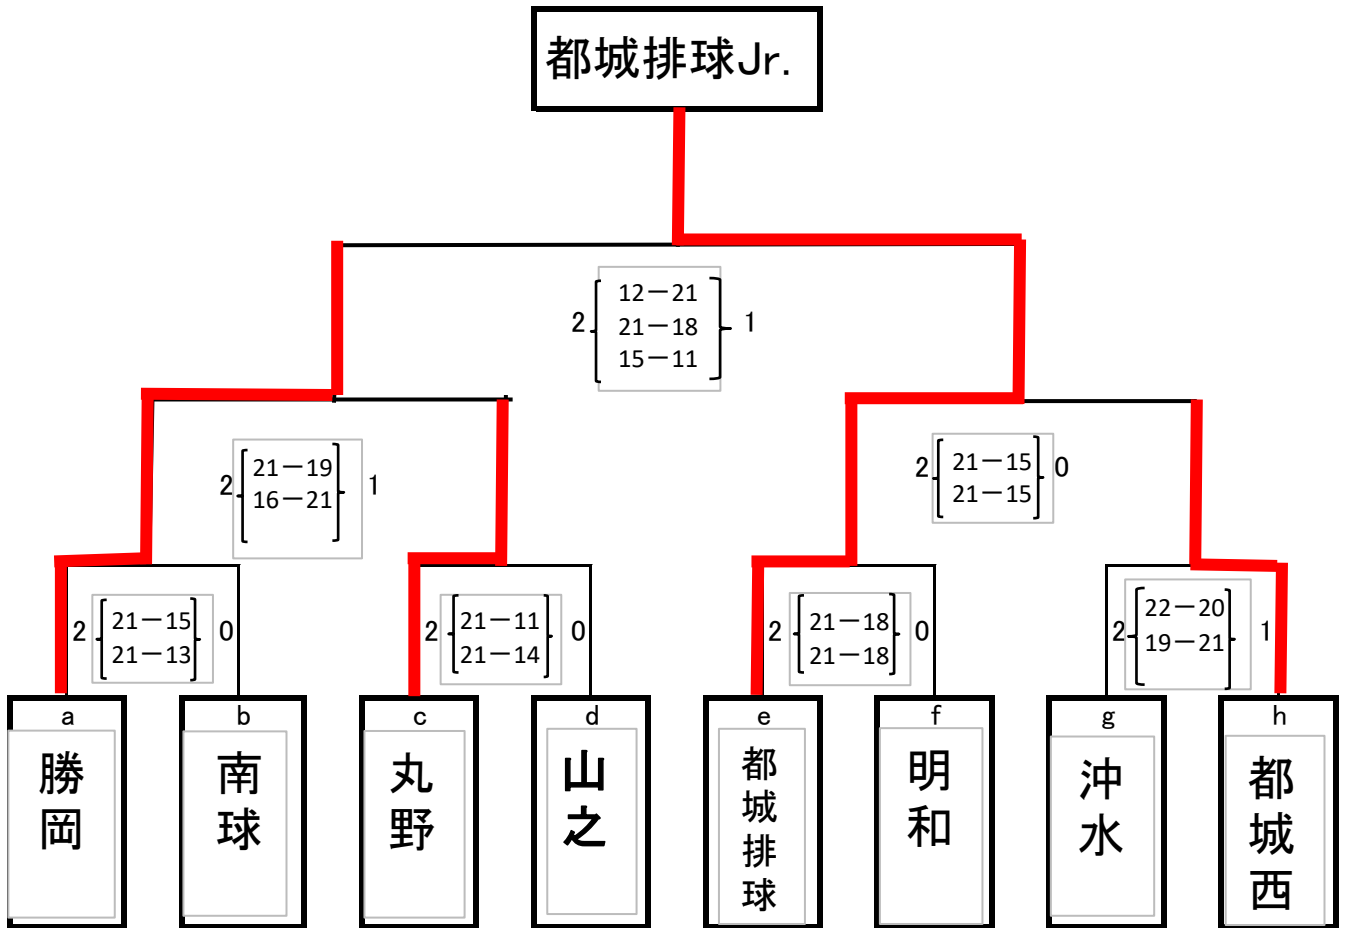 都城排球Jr.
2 12－21 1
21－18
15－11
2 21－19 1
16－21
2 21－15 0
21－15
2 21－15 0
21－13
2 21－11 0
21－14
2 21－18 0
21－18
2 22－20 1
19－21
a
勝岡
b
南球
c
丸野
d
山之
e
都城排球
f
明和
g
沖水
h
都城西